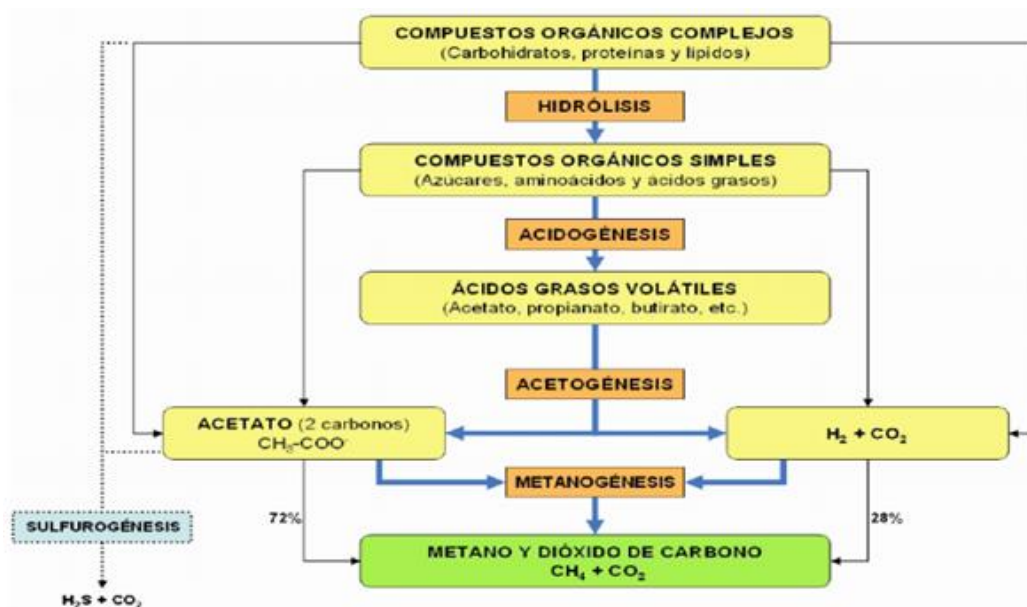 COMPUESTOS ORGÁNICOS COMPLEJOS
(Carbohidratos, proteínas y lípidos)
HIDRÓLISIS
COMPUESTOS ORGÁNICOS SIMPLES
(Azúcares, aminoácidos y ácidos grasos)
ACIDOGÉNESIS
ÁCIDOS GRASOS VOLÁTILES
(Acetato, propianato, butirato, etc.)
ACETOGÉNESIS
ACETATO (2 carbonos)
CH₃-COO⁻
H₂ + CO₂
METANOGÉNESIS
72%
28%
SULFUROGÉNESIS
METANO Y DIÓXIDO DE CARBONO
CH₄ + CO₂
H₂S + CO₂